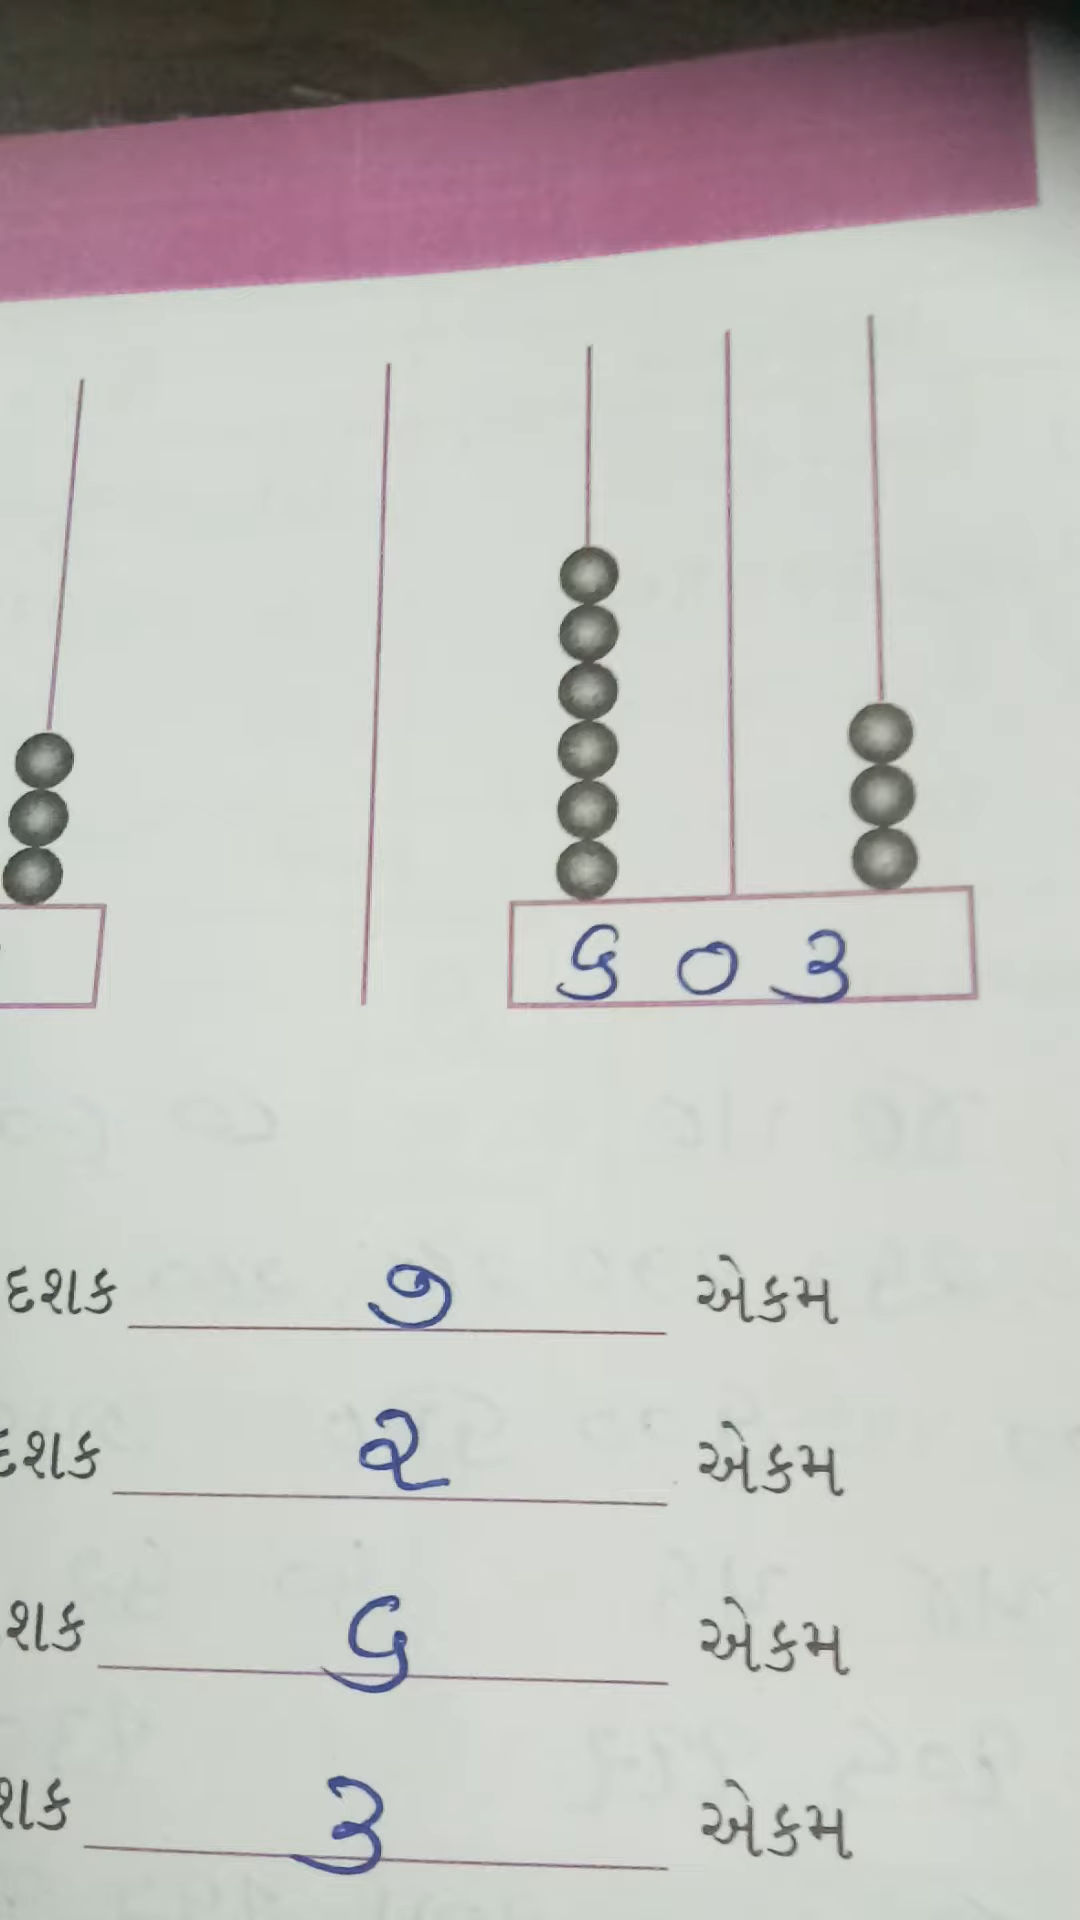 ૬ ૦ ૩
દશક ૭ એકમ
દશક ૨ એકમ
શક ૬ એકમ
શક ૩ એકમ